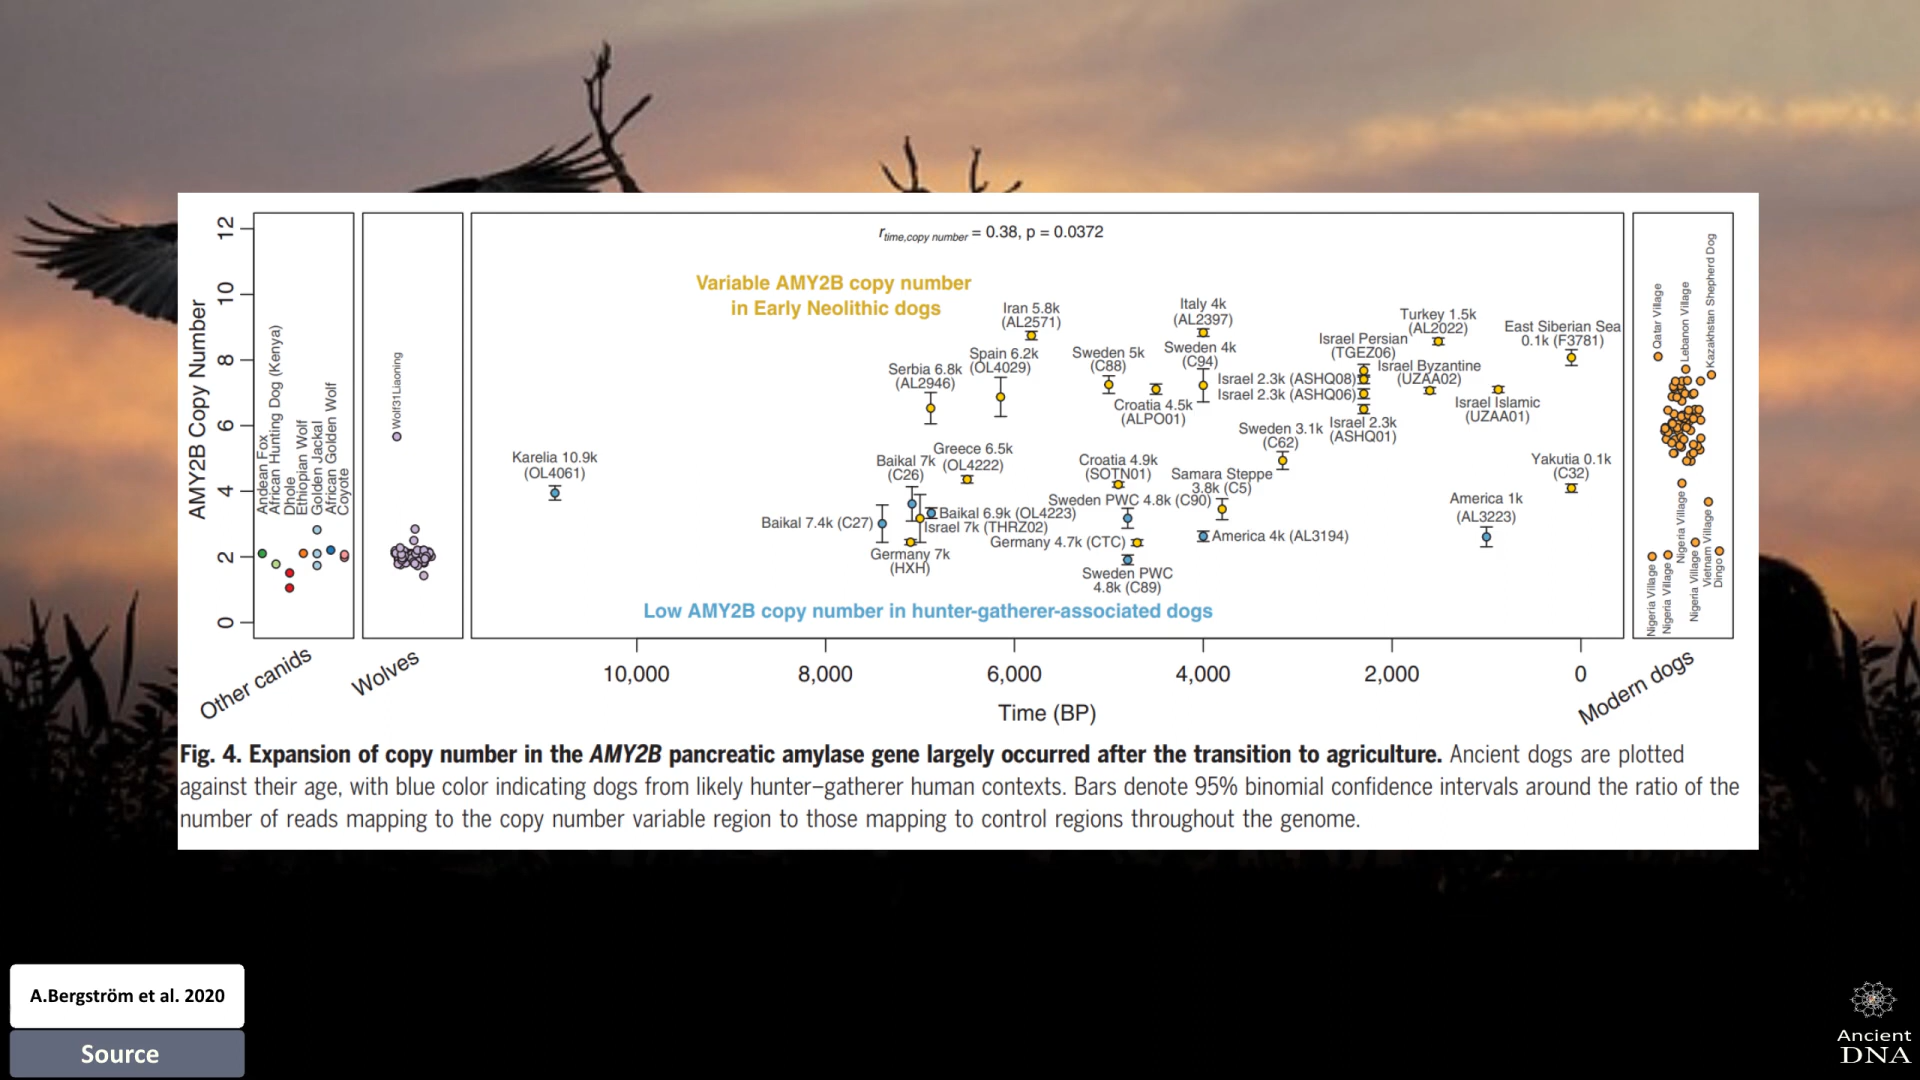 12
10
8
6
4
2
0
AMY2B Copy Number
Andean Fox
African Hunting Dog (Kenya)
Dhole
Ethiopian Wolf
Golden Jackal
African Golden Wolf
Coyote
Other canids
Wolf31Liaoning
Wolves
rtime,copy number = 0.38, p = 0.0372
Variable AMY2B copy number
in Early Neolithic dogs
Karelia 10.9k
(OL4061)
Baikal 7.4k (C27)
Baikal 7k
(C26)
Germany 7k
(HXH)
Israel 7k (THRZ02)
Baikal 6.9k (OL4223)
Serbia 6.8k
(AL2946)
Greece 6.5k
(OL4222)
Spain 6.2k
(OL4029)
Iran 5.8k
(AL2571)
Sweden 5k
(C88)
Croatia 4.9k
(SOTN01)
Sweden PWC 4.8k (C90)
Germany 4.7k (CTC)
Sweden PWC
4.8k (C89)
Croatia 4.5k
(ALPO01)
Italy 4k
(AL2397)
Sweden 4k
(C94)
America 4k (AL3194)
Samara Steppe
3.8k (C5)
Sweden 3.1k
(C62)
Israel Persian
(TGEZ06)
Israel 2.3k (ASHQ08)
Israel 2.3k (ASHQ06)
Israel 2.3k
(ASHQ01)
Israel Byzantine
(UZAA02)
Turkey 1.5k
(AL2022)
America 1k
(AL3223)
Israel Islamic
(UZAA01)
East Siberian Sea
0.1k (F3781)
Yakutia 0.1k
(C32)
Low AMY2B copy number in hunter-gatherer-associated dogs
10,000
8,000
6,000
4,000
2,000
0
Time (BP)
Qatar Village
Lebanon Village
Kazakhstan Shepherd Dog
Nigeria Village
Nigeria Village
Nigeria Village
Nigeria Village
Vietnam Village
Dingo
Modern dogs
Fig. 4. Expansion of copy number in the AMY2B pancreatic amylase gene largely occurred after the transition to agriculture. Ancient dogs are plotted
against their age, with blue color indicating dogs from likely hunter–gatherer human contexts. Bars denote 95% binomial confidence intervals around the ratio of the
number of reads mapping to the copy number variable region to those mapping to control regions throughout the genome.
A.Bergström et al. 2020
Source
Ancient
DNA